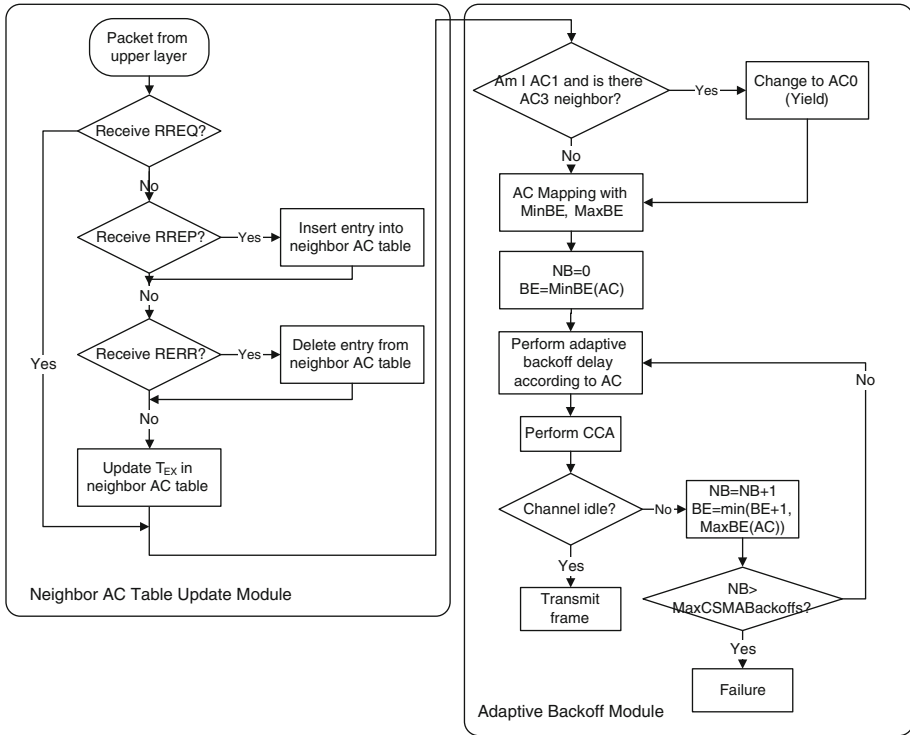 Packet from
upper layer
Receive RREQ?
No
Receive RREP?
Yes
Insert entry into
neighbor AC table
No
Receive RERR?
Yes
Delete entry from
neighbor AC table
Yes
No
Update TEX in
neighbor AC table
Neighbor AC Table Update Module
Am I AC1 and is there
AC3 neighbor?
Yes
Change to AC0
(Yield)
No
AC Mapping with
MinBE, MaxBE
NB=0
BE=MinBE(AC)
Perform adaptive
backoff delay
according to AC
No
Perform CCA
Channel idle?
No
NB=NB+1
BE=min(BE+1,
MaxBE(AC))
Yes
Transmit
frame
NB>
MaxCSMABackoffs?
Yes
Failure
Adaptive Backoff Module